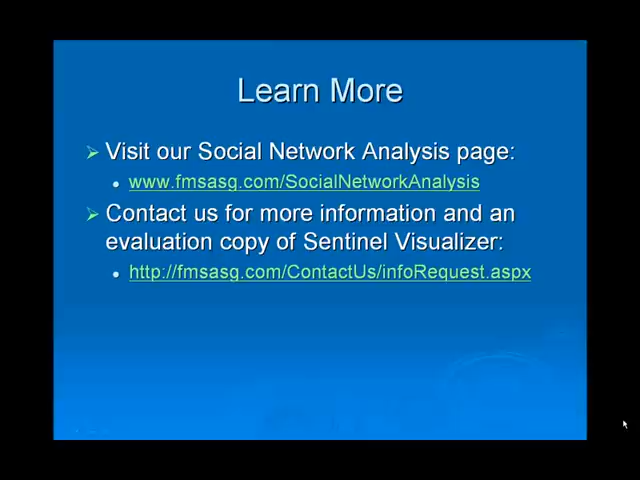 Learn More
Visit our Social Network Analysis page:
www.fmsasg.com/SocialNetworkAnalysis
Contact us for more information and an
evaluation copy of Sentinel Visualizer:
http://fmsasg.com/ContactUs/infoRequest.aspx